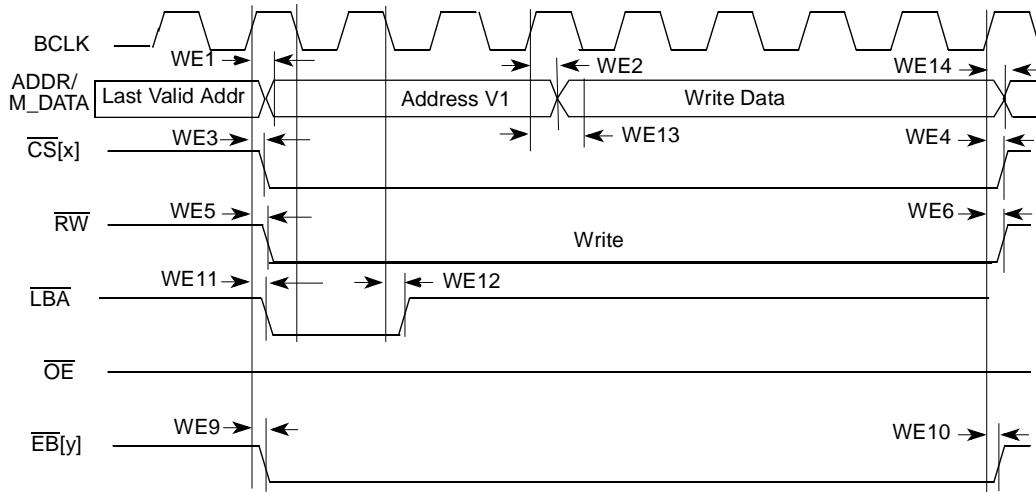 BCLK
WE1
WE2
WE14
ADDR/
M_DATA
Last Valid Addr
Address V1
Write Data
WE3
WE13
WE4
CS[x]
WE5
WE6
RW
Write
WE11
WE12
LBA
OE
WE9
WE10
EB[y]